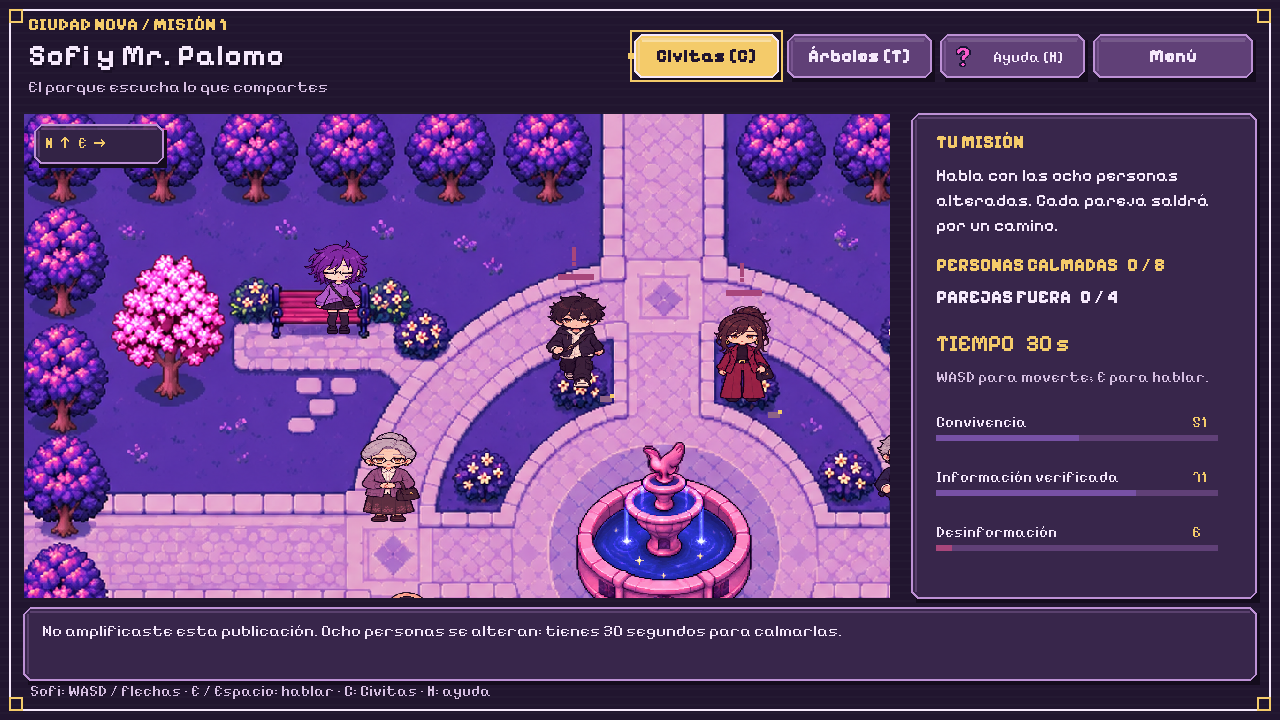 CIUDAD NOVA / MISIÓN 1
Sofi y Mr. Palomo
El parque escucha lo que compartes
Civitas (C)
Árboles (T)
? Ayuda (H)
Menú
N ↑ E →
! !
TU MISIÓN
Habla con las ocho personas
alteradas. Cada pareja saldrá
por un camino.
PERSONAS CALMADAS 0 / 8
PAREJAS FUERA 0 / 4
TIEMPO 30 s
WASD para moverte; E para hablar.
Convivencia 51
Información verificada 71
Desinformación 6
No amplificaste esta publicación. Ocho personas se alteran: tienes 30 segundos para calmarlas.
Sofi: WASD / flechas · E / Espacio: hablar · C: Civitas · H: ayuda